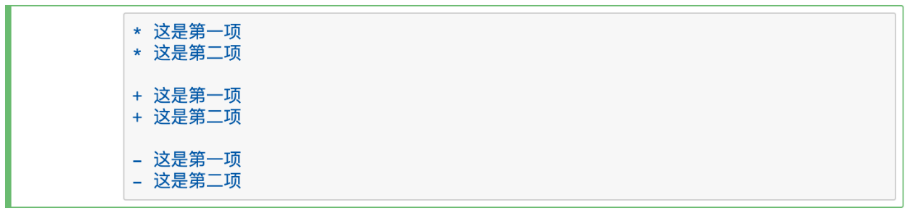 * 这是第一项
* 这是第二项
+ 这是第一项
+ 这是第二项
- 这是第一项
- 这是第二项